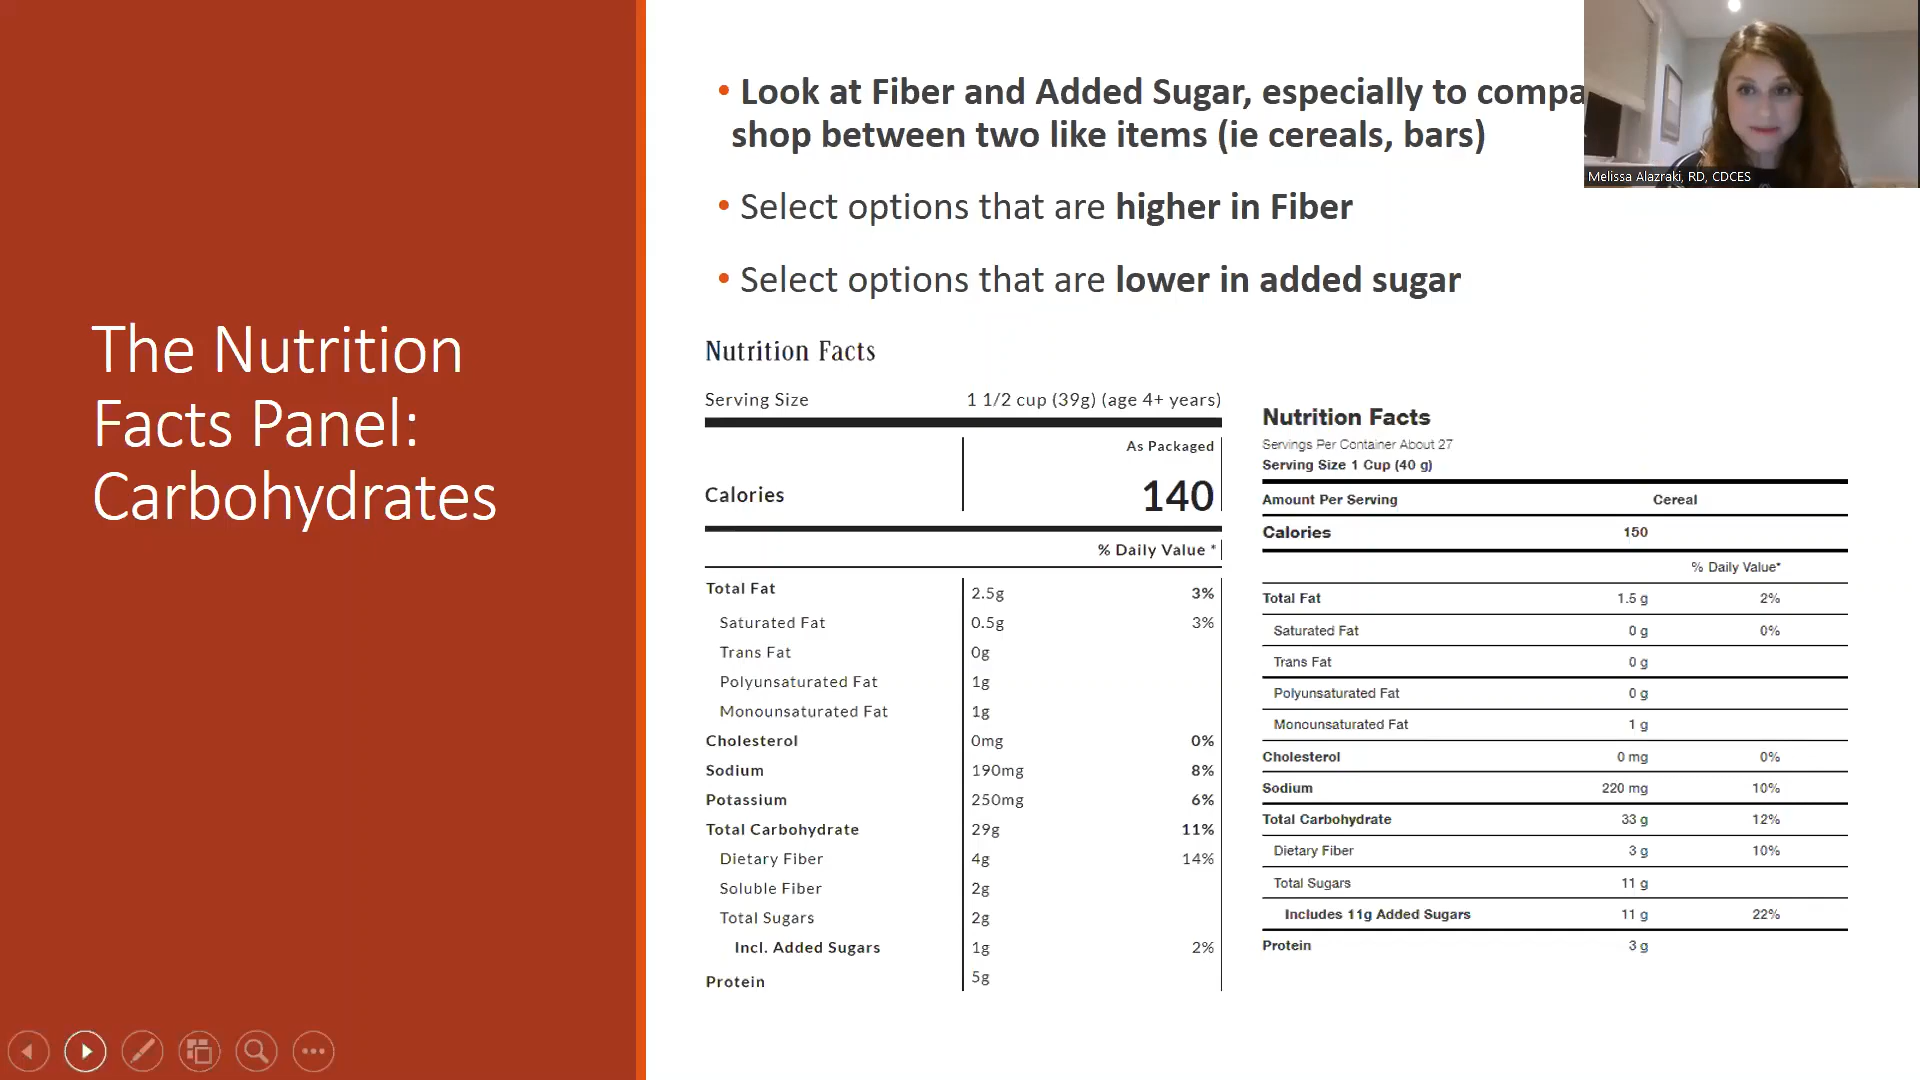 The Nutrition
Facts Panel:
Carbohydrates
• Look at Fiber and Added Sugar, especially to compa
shop between two like items (ie cereals, bars)
• Select options that are higher in Fiber
• Select options that are lower in added sugar
Melissa Alazraki, RD, CDCES
Nutrition Facts
Serving Size 1 1/2 cup (39g) (age 4+ years)
As Packaged
Calories 140
% Daily Value *
Total Fat 2.5g 3%
Saturated Fat 0.5g 3%
Trans Fat 0g
Polyunsaturated Fat 1g
Monounsaturated Fat 1g
Cholesterol 0mg 0%
Sodium 190mg 8%
Potassium 250mg 6%
Total Carbohydrate 29g 11%
Dietary Fiber 4g 14%
Soluble Fiber 2g
Total Sugars 2g
Incl. Added Sugars 1g 2%
Protein 5g
Nutrition Facts
Servings Per Container About 27
Serving Size 1 Cup (40 g)
Amount Per Serving Cereal
Calories 150
% Daily Value*
Total Fat 1.5 g 2%
Saturated Fat 0 g 0%
Trans Fat 0 g
Polyunsaturated Fat 0 g
Monounsaturated Fat 1 g
Cholesterol 0 mg 0%
Sodium 220 mg 10%
Total Carbohydrate 33 g 12%
Dietary Fiber 3 g 10%
Total Sugars 11 g
Includes 11g Added Sugars 11 g 22%
Protein 3 g